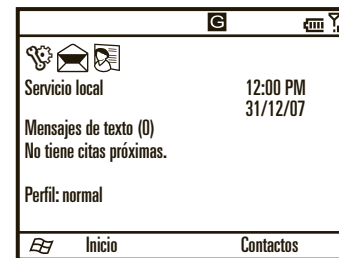 G
Servicio local 12:00 PM
31/12/07
Mensajes de texto (0)
No tiene citas próximas.
Perfil: normal
Inicio Contactos